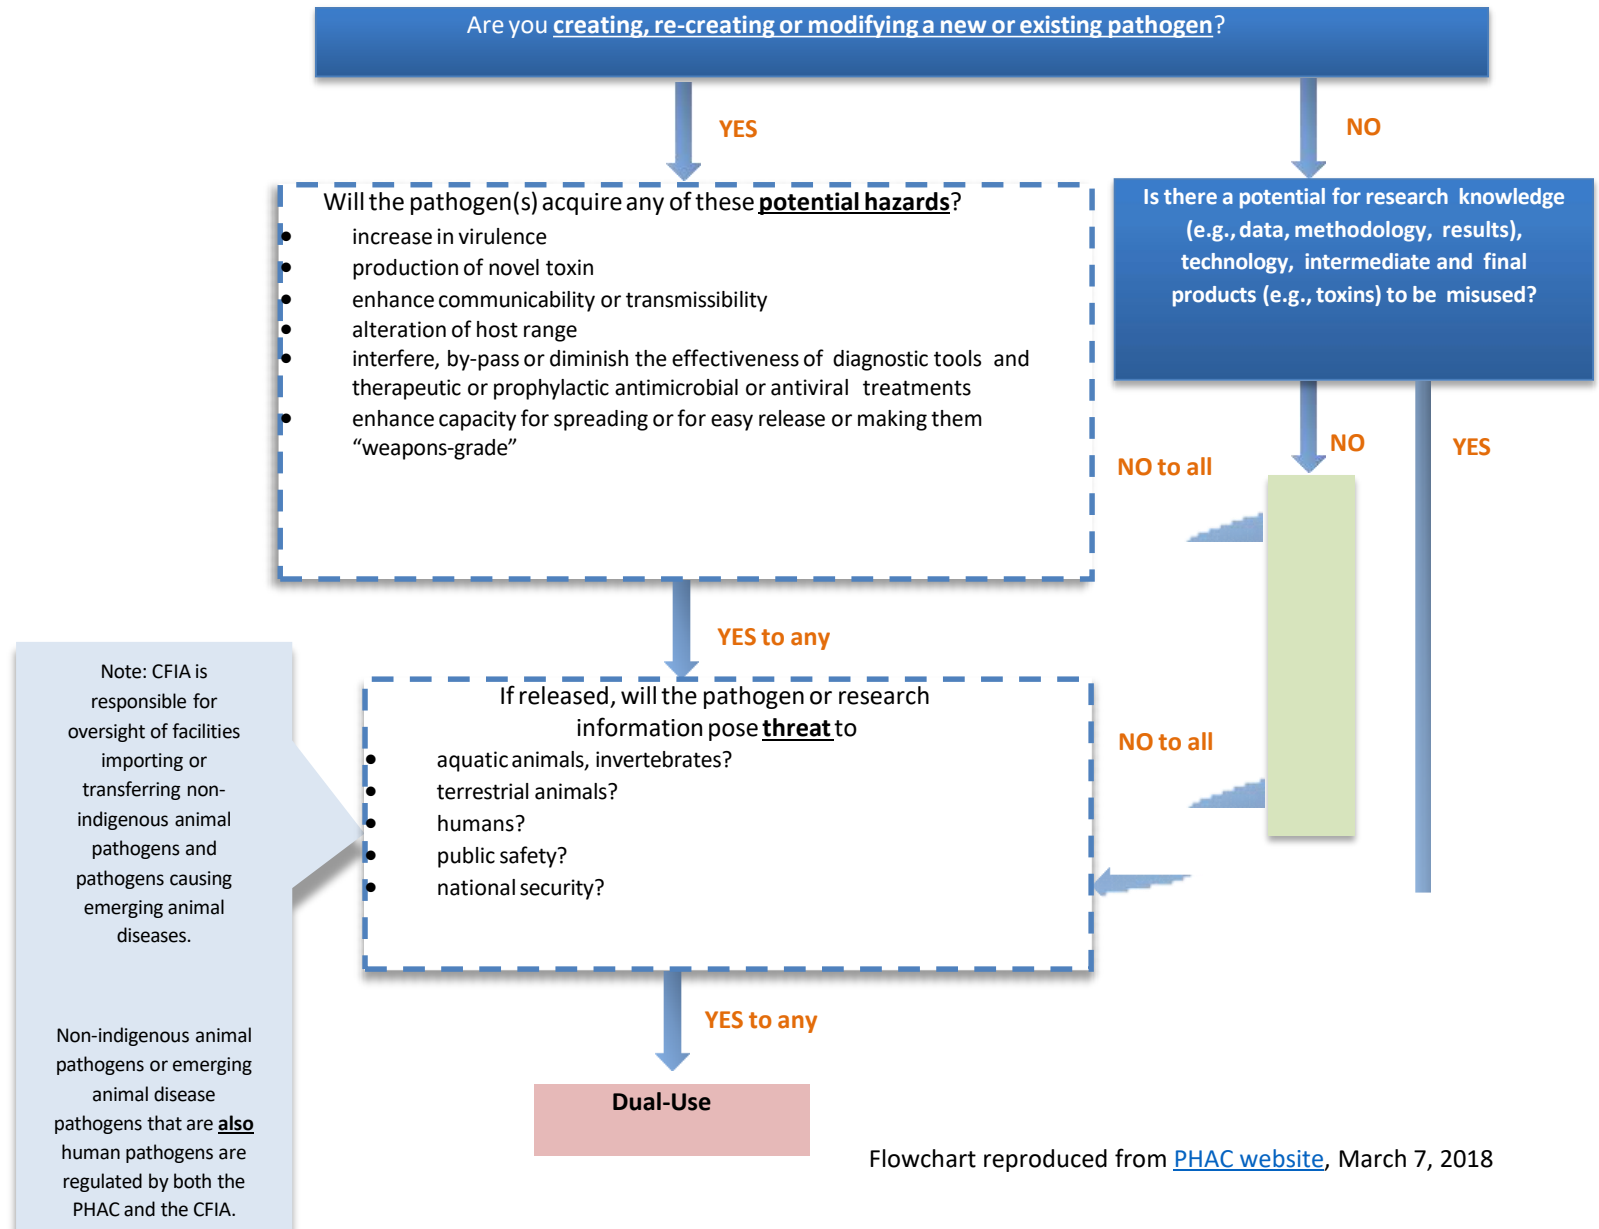 Are you creating, re-creating or modifying a new or existing pathogen?
YES
NO
Will the pathogen(s) acquire any of these potential hazards?
• increase in virulence
• production of novel toxin
• enhance communicability or transmissibility
• alteration of host range
• interfere, by-pass or diminish the effectiveness of diagnostic tools and
therapeutic or prophylactic antimicrobial or antiviral treatments
• enhance capacity for spreading or for easy release or making them
“weapons-grade”
Is there a potential for research knowledge
(e.g., data, methodology, results),
technology, intermediate and final
products (e.g., toxins) to be misused?
NO
YES
NO to all
YES to any
If released, will the pathogen or research
information pose threat to
• aquatic animals, invertebrates?
• terrestrial animals?
• humans?
• public safety?
• national security?
NO to all
Note: CFIA is
responsible for
oversight of facilities
importing or
transferring non-
indigenous animal
pathogens and
pathogens causing
emerging animal
diseases.
Non-indigenous animal
pathogens or emerging
animal disease
pathogens that are also
human pathogens are
regulated by both the
PHAC and the CFIA.
YES to any
Dual-Use
Flowchart reproduced from PHAC website, March 7, 2018